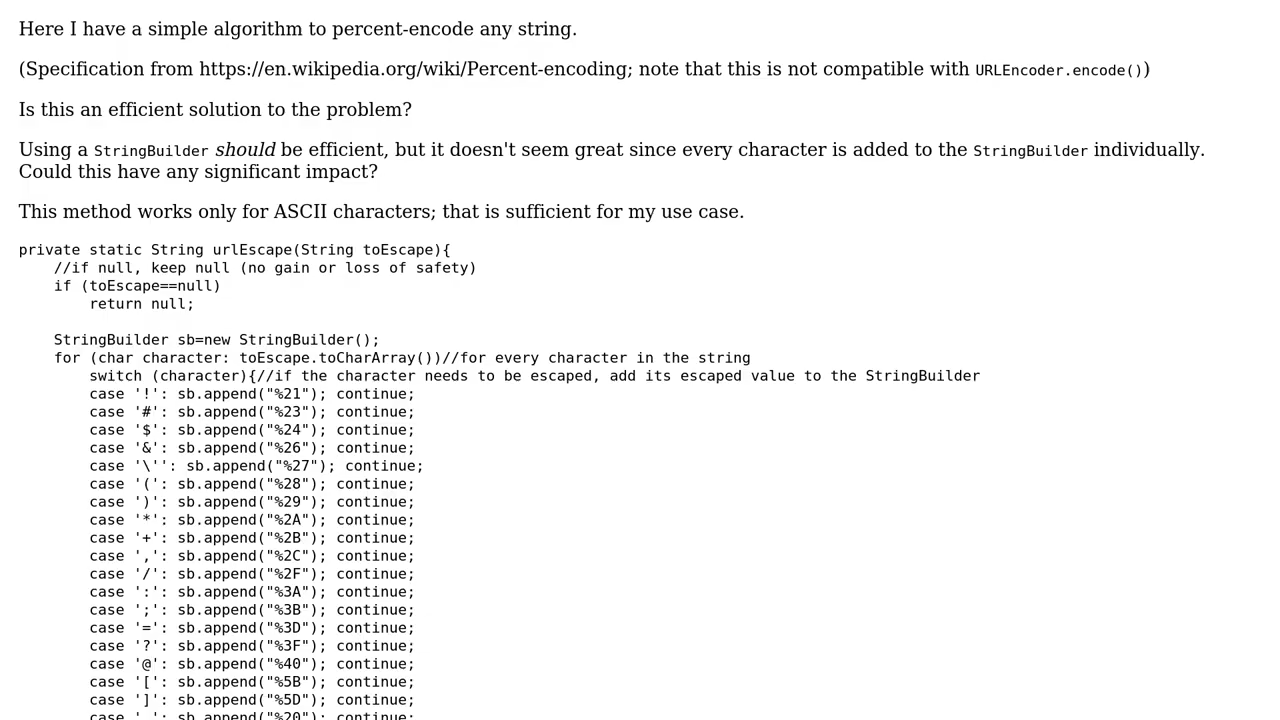 Here I have a simple algorithm to percent-encode any string.
(Specification from https://en.wikipedia.org/wiki/Percent-encoding; note that this is not compatible with URLEncoder.encode())
Is this an efficient solution to the problem?
Using a StringBuilder should be efficient, but it doesn't seem great since every character is added to the StringBuilder individually.
Could this have any significant impact?
This method works only for ASCII characters; that is sufficient for my use case.
private static String urlEscape(String toEscape){
    //if null, keep null (no gain or loss of safety)
    if (toEscape==null)
        return null;

    StringBuilder sb=new StringBuilder();
    for (char character: toEscape.toCharArray())//for every character in the string
        switch (character){//if the character needs to be escaped, add its escaped value to the StringBuilder
        case '!': sb.append("%21"); continue;
        case '#': sb.append("%23"); continue;
        case '$': sb.append("%24"); continue;
        case '&': sb.append("%26"); continue;
        case '\'': sb.append("%27"); continue;
        case '(': sb.append("%28"); continue;
        case ')': sb.append("%29"); continue;
        case '*': sb.append("%2A"); continue;
        case '+': sb.append("%2B"); continue;
        case ',': sb.append("%2C"); continue;
        case '/': sb.append("%2F"); continue;
        case ':': sb.append("%3A"); continue;
        case ';': sb.append("%3B"); continue;
        case '=': sb.append("%3D"); continue;
        case '?': sb.append("%3F"); continue;
        case '@': sb.append("%40"); continue;
        case '[': sb.append("%5B"); continue;
        case ']': sb.append("%5D"); continue;
        case ' ': sb.append("%20"); continue;